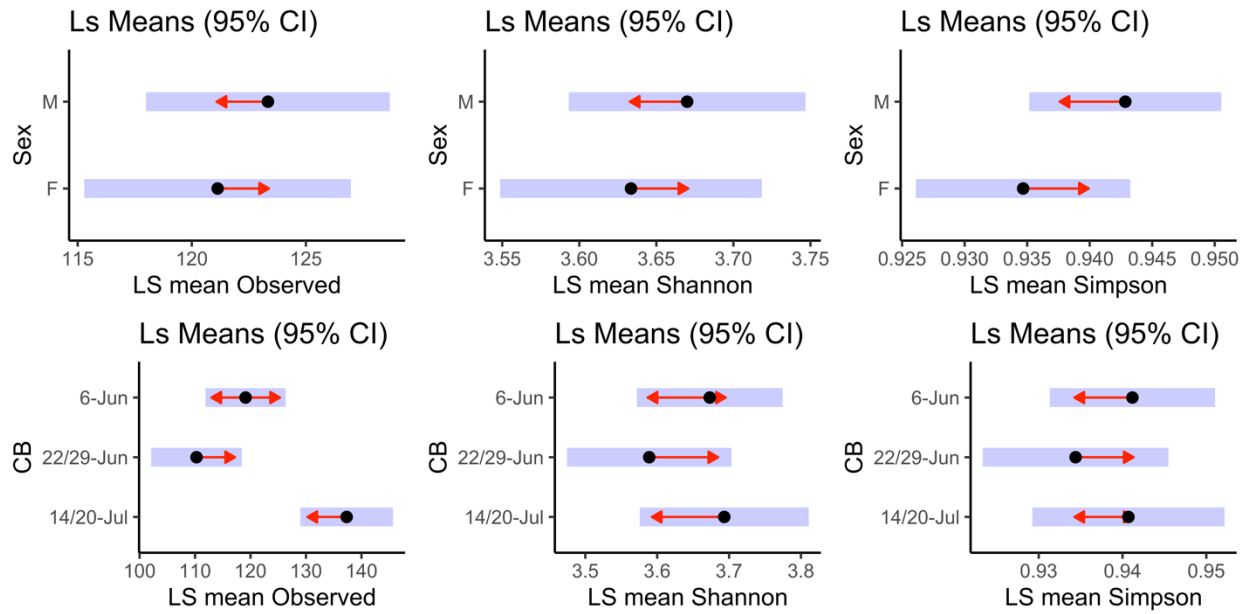 Ls Means (95% CI)
Sex
M
F
115 120 125
LS mean Observed
Ls Means (95% CI)
Sex
M
F
3.55 3.60 3.65 3.70 3.75
LS mean Shannon
Ls Means (95% CI)
Sex
M
F
0.925 0.930 0.935 0.940 0.945 0.950
LS mean Simpson
Ls Means (95% CI)
CB
6-Jun
22/29-Jun
14/20-Jul
100 110 120 130 140
LS mean Observed
Ls Means (95% CI)
CB
6-Jun
22/29-Jun
14/20-Jul
3.5 3.6 3.7 3.8
LS mean Shannon
Ls Means (95% CI)
CB
6-Jun
22/29-Jun
14/20-Jul
0.93 0.94 0.95
LS mean Simpson